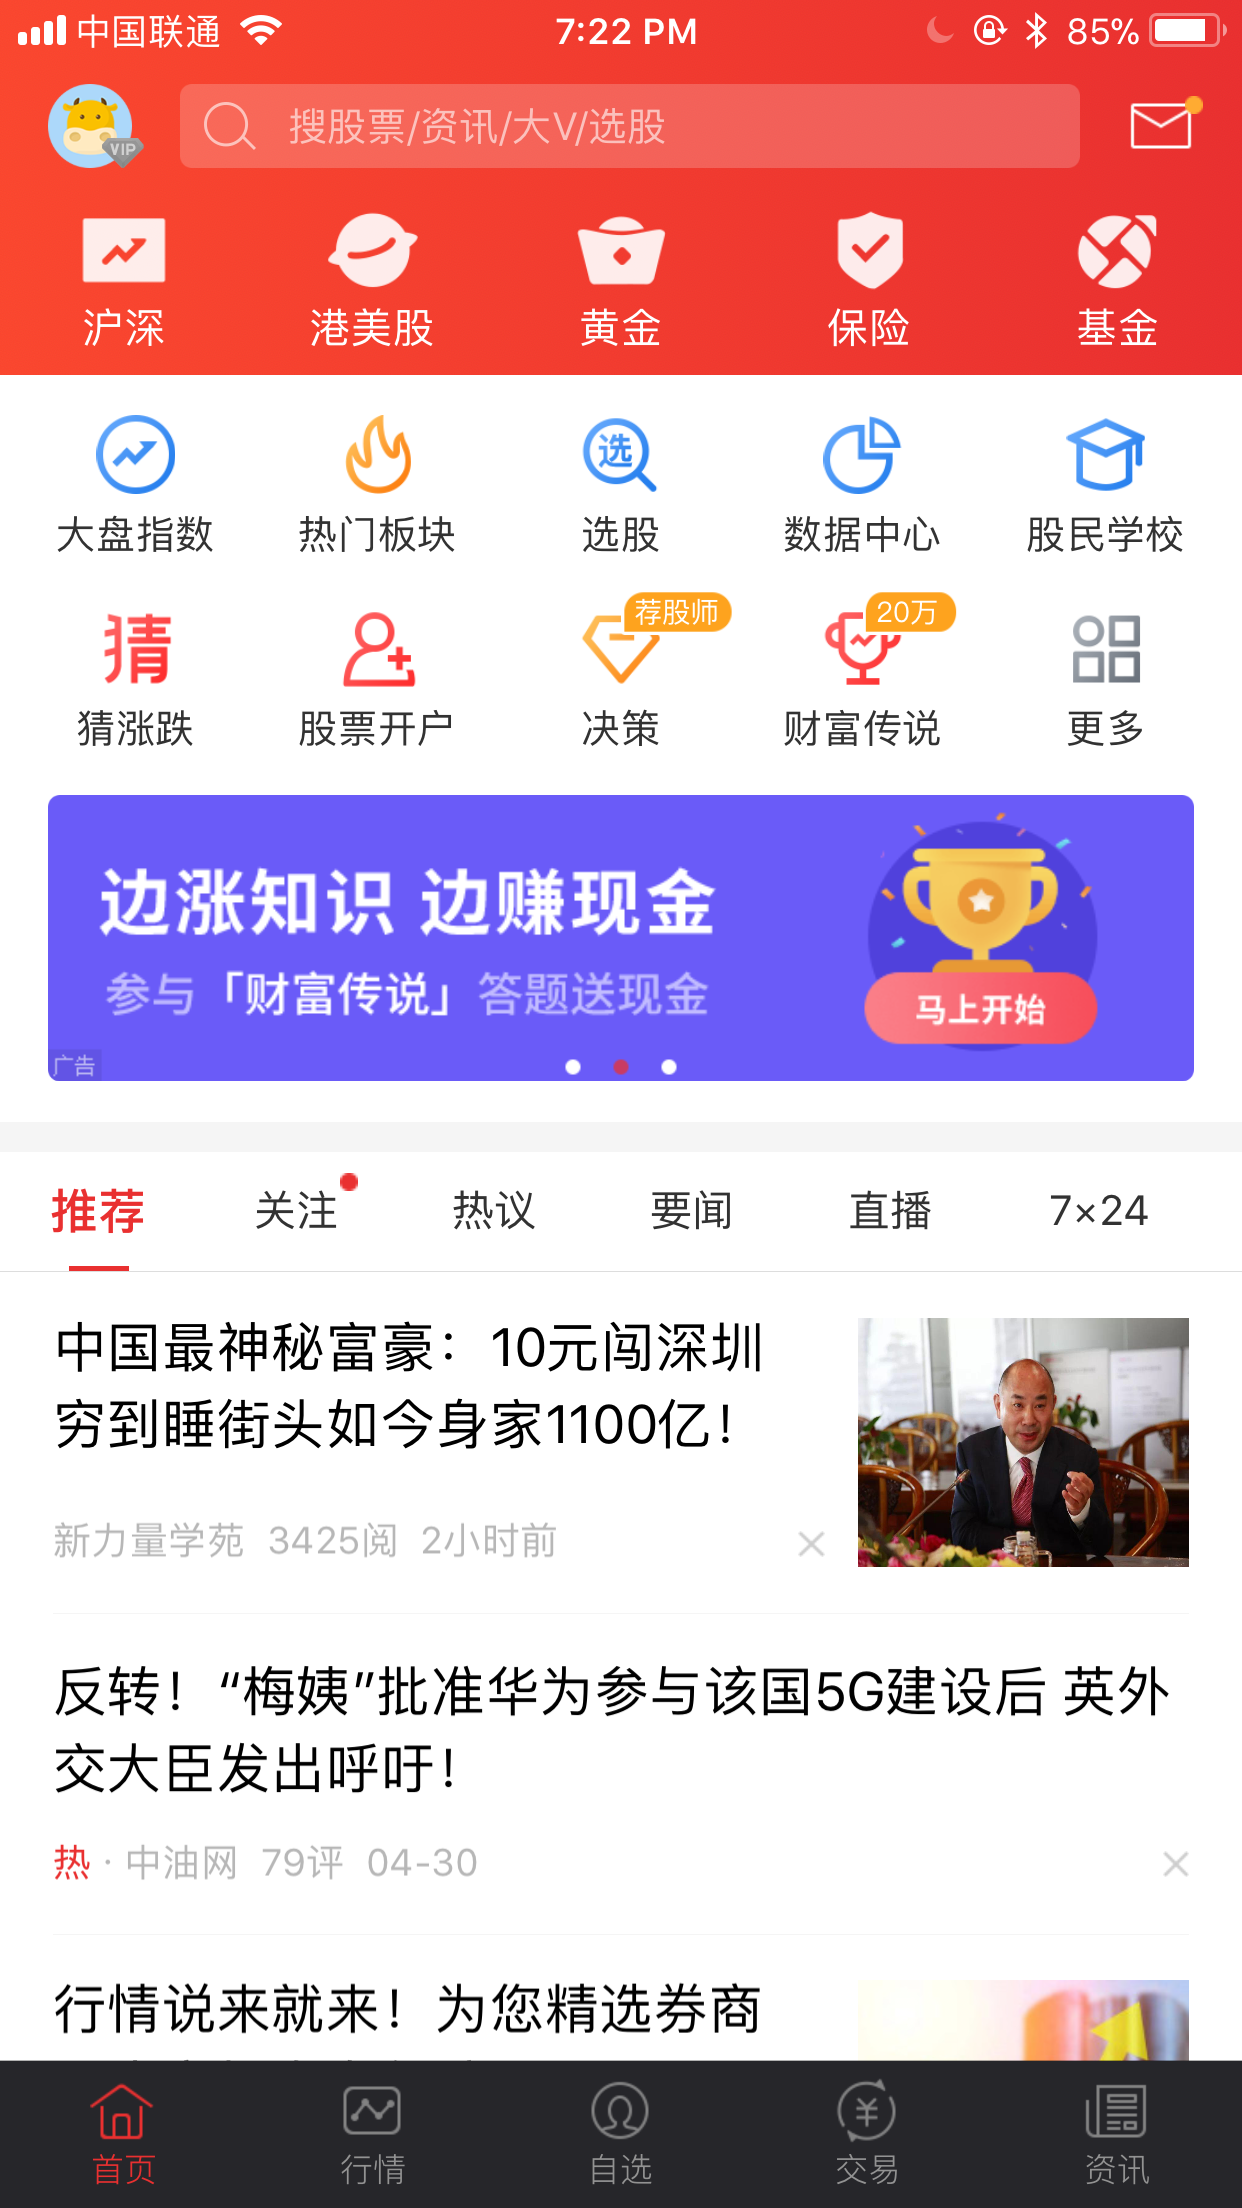 中国联通 7:22 PM 85%
VIP 搜股票/资讯/大V/选股
沪深 港美股 黄金 保险 基金
选
大盘指数 热门板块 选股 数据中心 股民学校
猜 荐股师 20万
猜涨跌 股票开户 决策 财富传说 更多
边涨知识 边赚现金
参与「财富传说」答题送现金
马上开始
广告
推荐 关注 热议 要闻 直播 7×24
中国最神秘富豪：10元闯深圳
穷到睡街头如今身家1100亿！
新力量学苑 3425阅 2小时前
反转！“梅姨”批准华为参与该国5G建设后 英外
交大臣发出呼吁！
热 · 中油网 79评 04-30
行情说来就来！为您精选券商
首页 行情 自选 交易 资讯